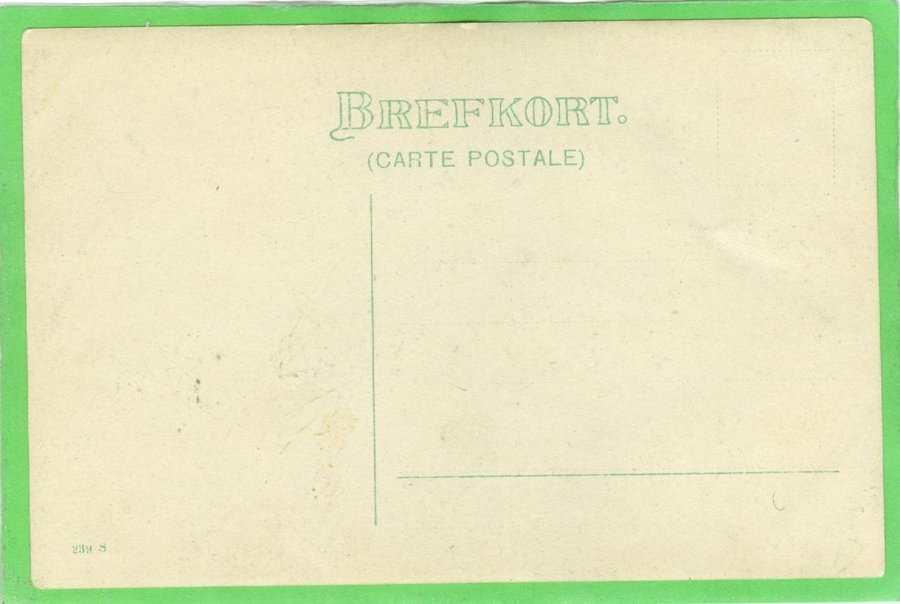 BREFKORT.
(CARTE POSTALE)
239 S